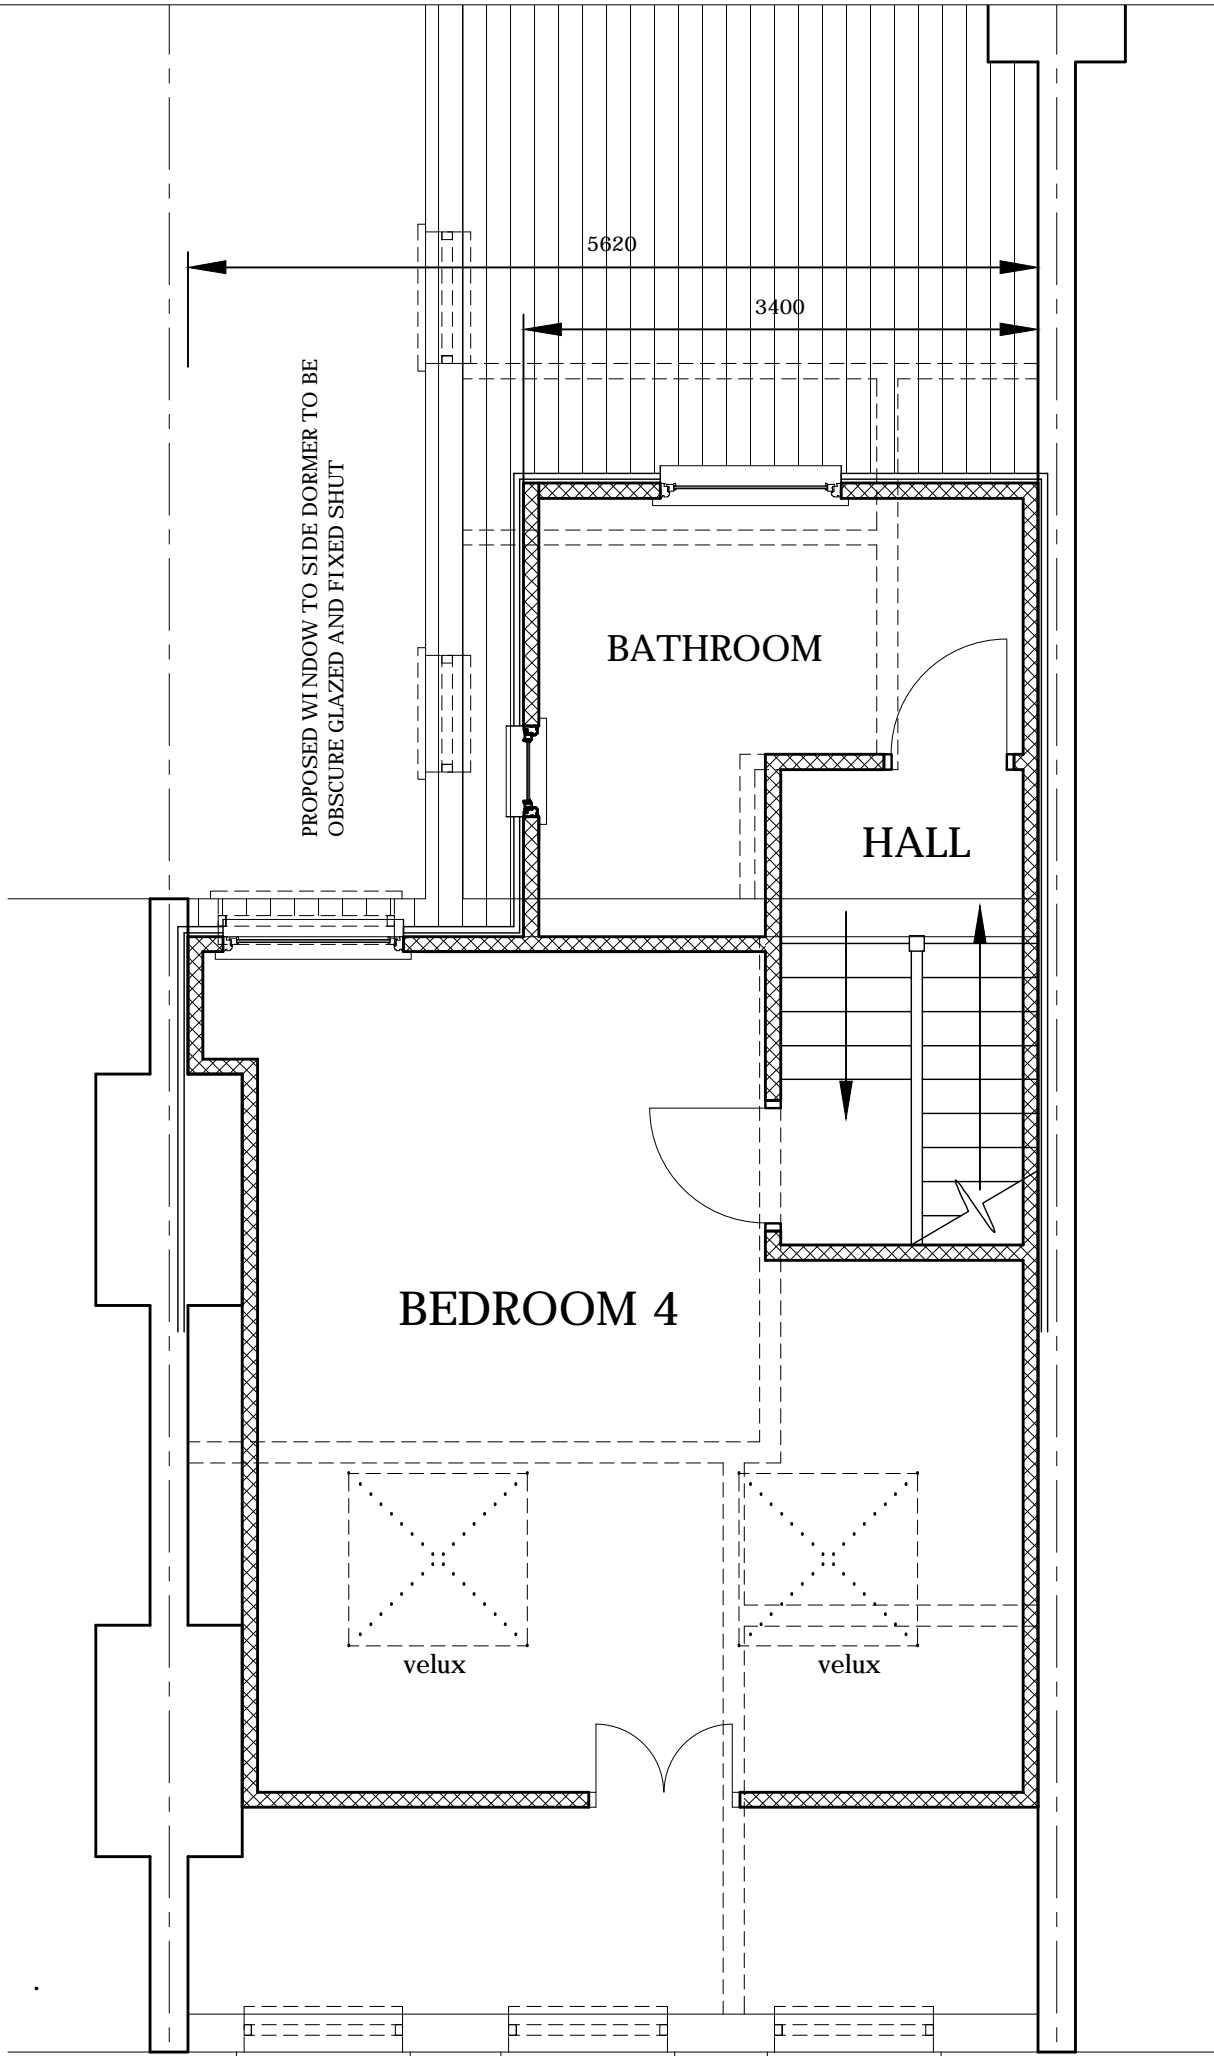 5620
3400
PROPOSED WINDOW TO SIDE DORMER TO BE
OBSCURE GLAZED AND FIXED SHUT
BATHROOM
HALL
BEDROOM 4
velux
velux